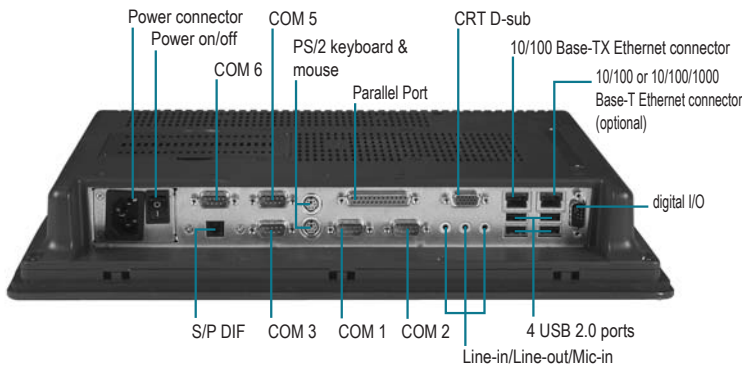 Power connector
Power on/off
COM 6
COM 5
PS/2 keyboard &
mouse
Parallel Port
CRT D-sub
10/100 Base-TX Ethernet connector
10/100 or 10/100/1000
Base-T Ethernet connector
(optional)
digital I/O
S/P DIF
COM 3
COM 1
COM 2
Line-in/Line-out/Mic-in
4 USB 2.0 ports